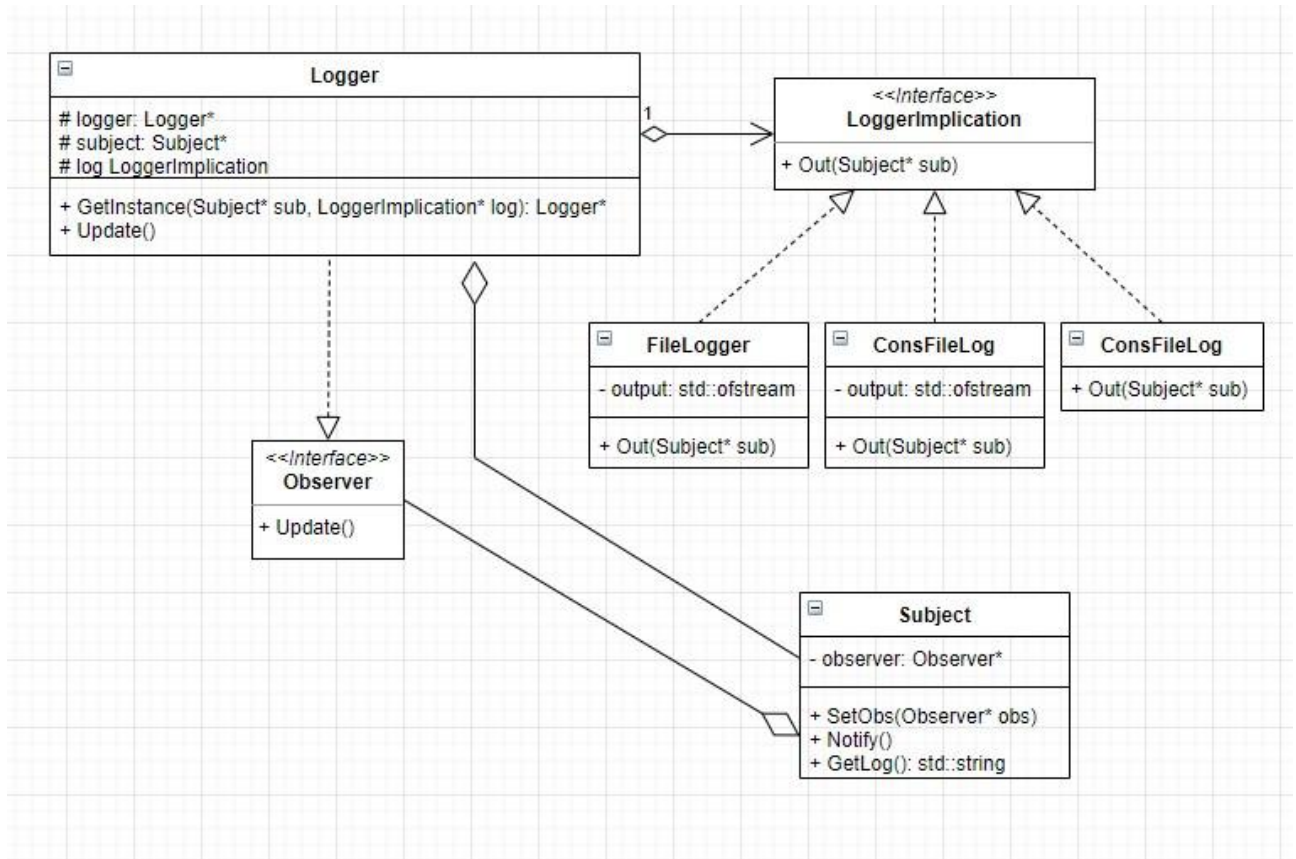 Logger
# logger: Logger*
# subject: Subject*
# log LoggerImplication
+ GetInstance(Subject* sub, LoggerImplication* log): Logger*
+ Update()
1
<<Interface>>
LoggerImplication
+ Out(Subject* sub)
FileLogger
- output: std::ofstream
+ Out(Subject* sub)
ConsFileLog
- output: std::ofstream
+ Out(Subject* sub)
ConsFileLog
+ Out(Subject* sub)
<<Interface>>
Observer
+ Update()
Subject
- observer: Observer*
+ SetObs(Observer* obs)
+ Notify()
+ GetLog(): std::string